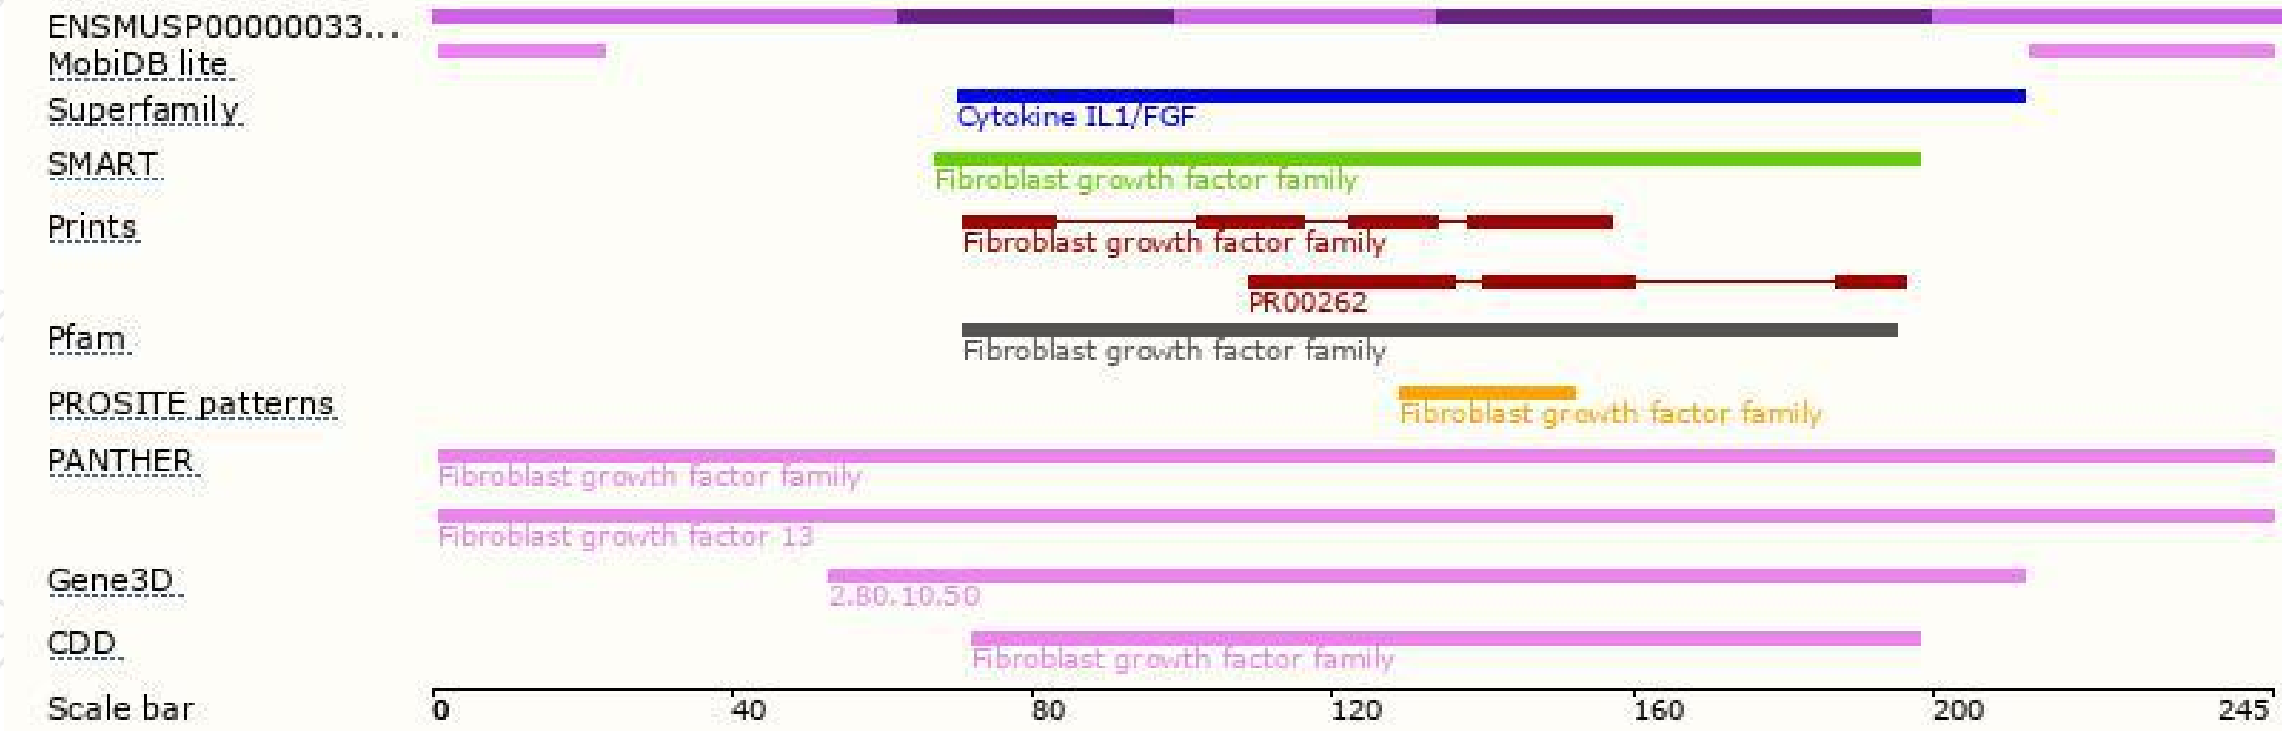 ENSMUSP00000033...
MobiDB lite
Superfamily
Cytokine IL1/FGF
SMART
Fibroblast growth factor family
Prints
Fibroblast growth factor family
PR00262
Pfam
Fibroblast growth factor family
PROSITE patterns
Fibroblast growth factor family
PANTHER
Fibroblast growth factor family
Fibroblast growth factor 13
Gene3D
2.80.10.50
CDD
Fibroblast growth factor family
Scale bar 0 40 80 120 160 200 245